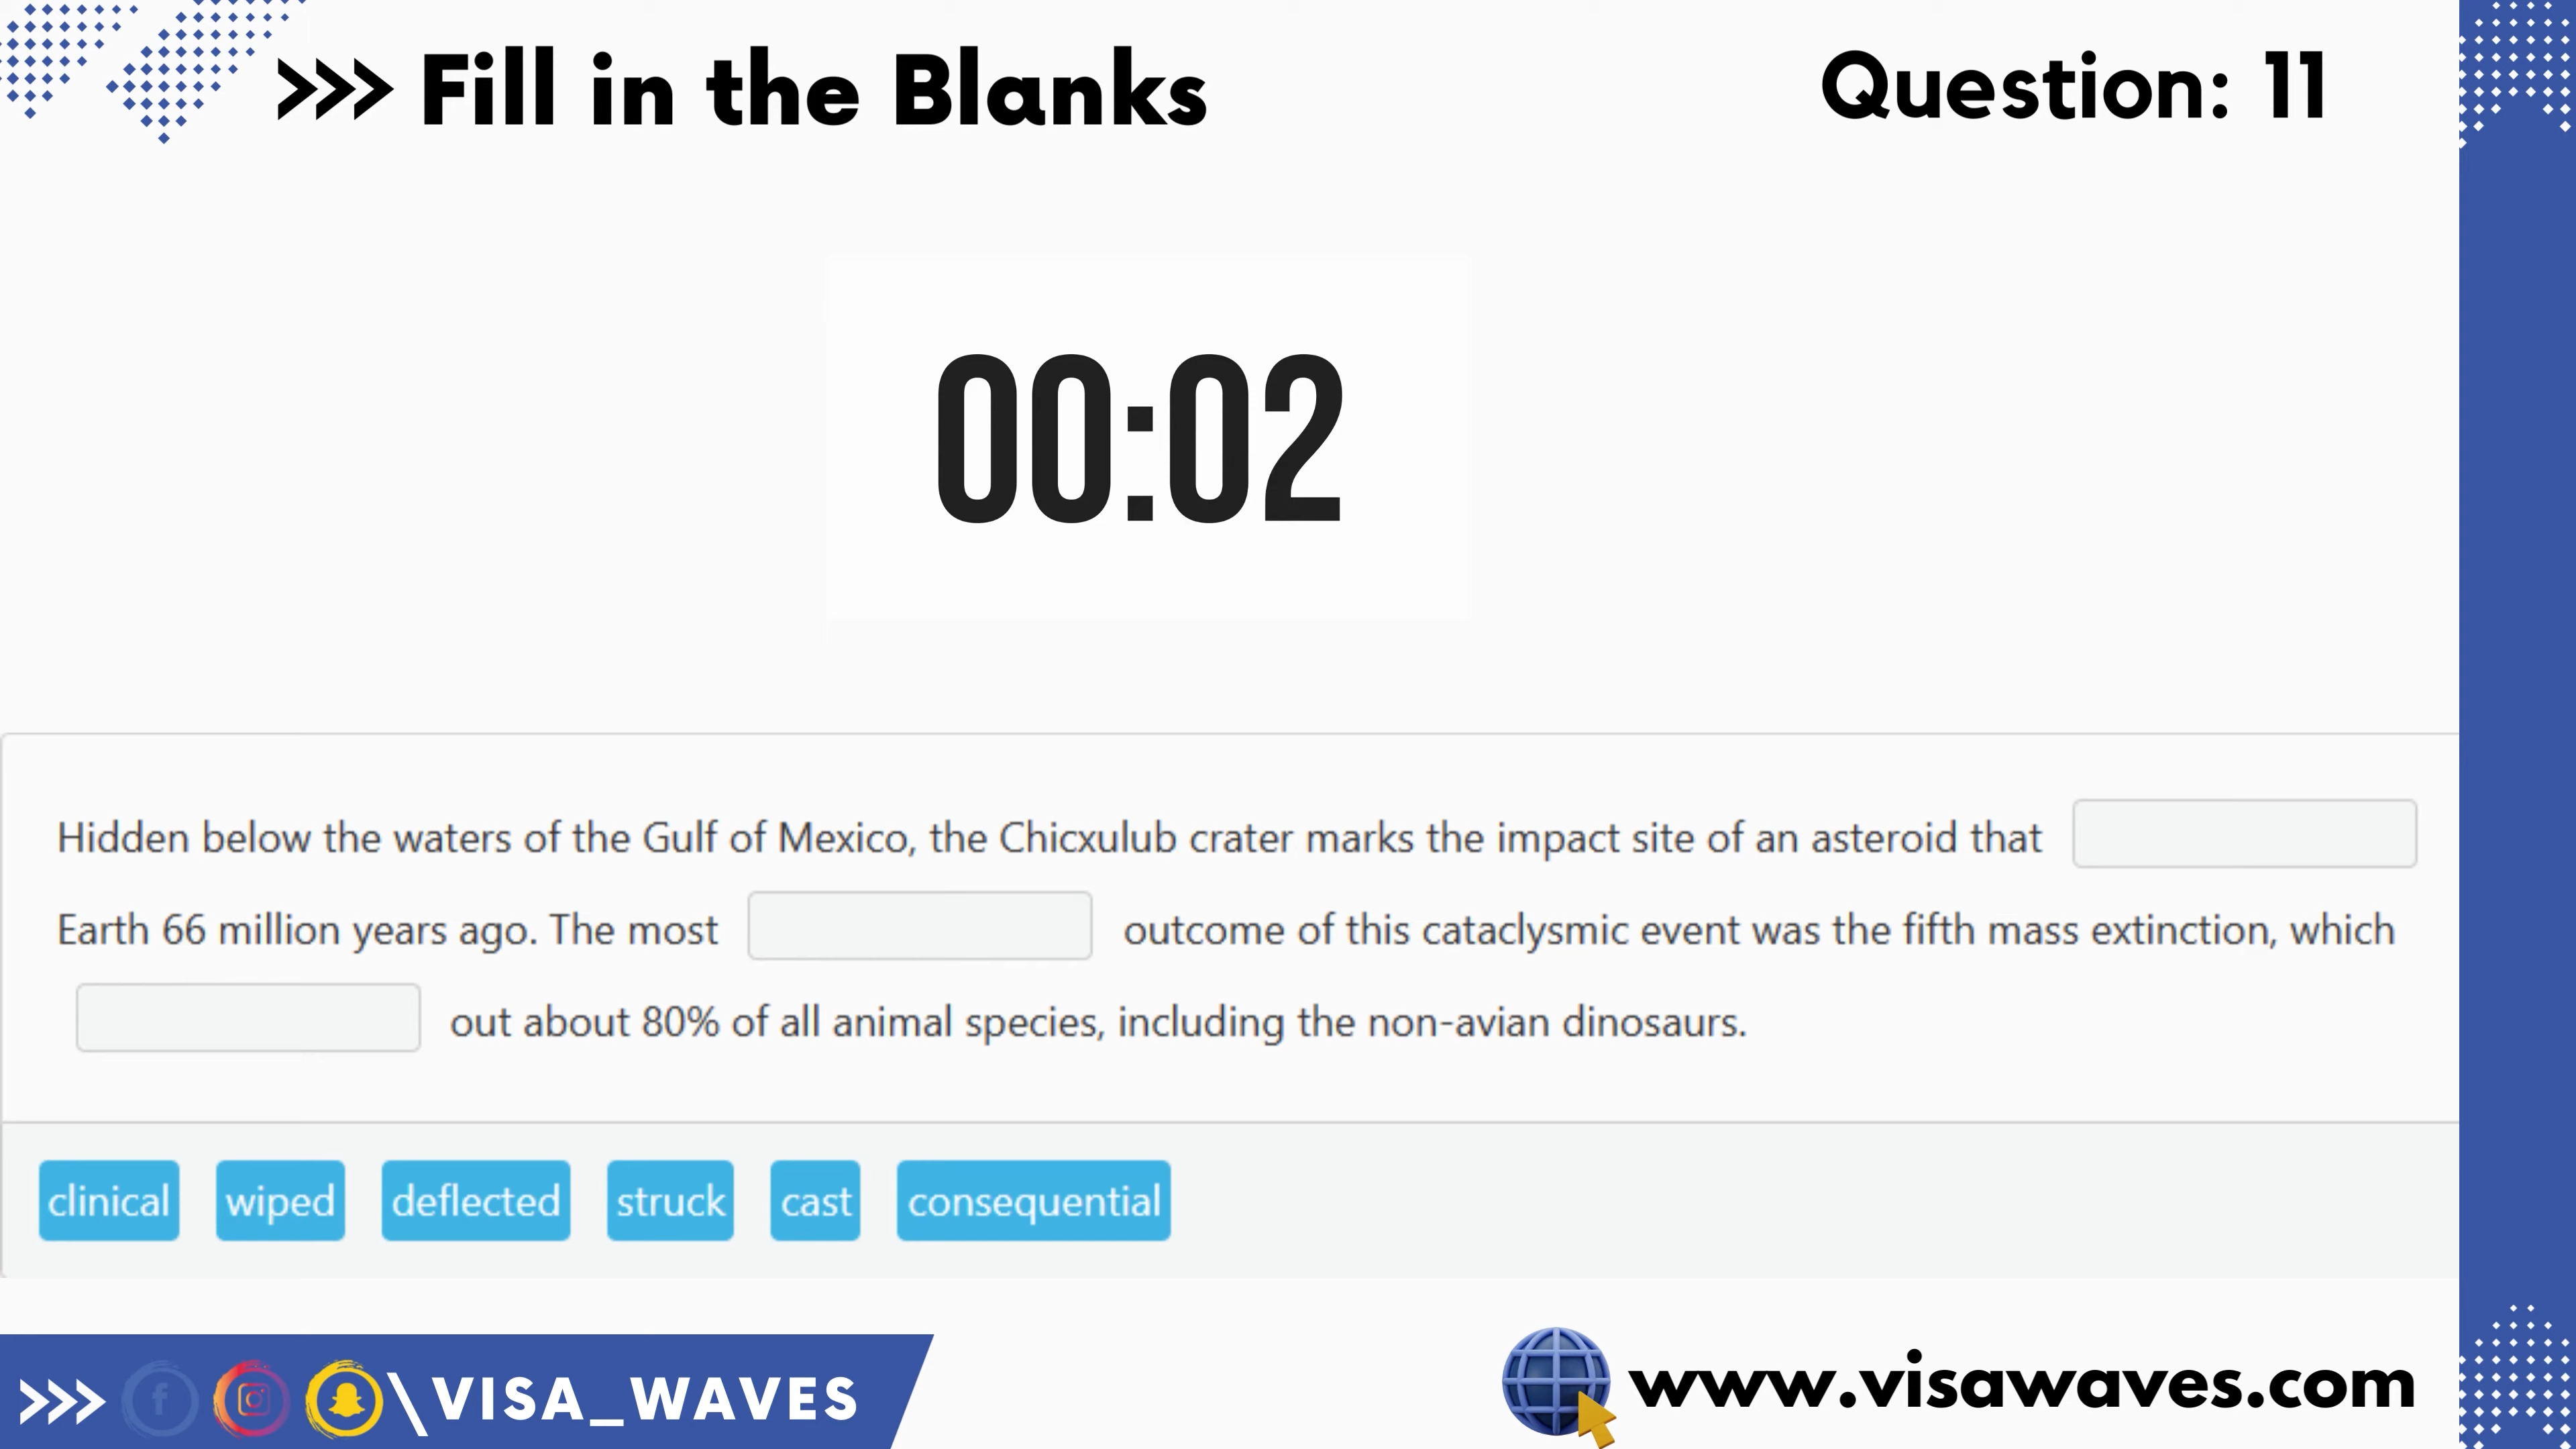 >>> Fill in the Blanks
Question: 11
00:02
Hidden below the waters of the Gulf of Mexico, the Chicxulub crater marks the impact site of an asteroid that
Earth 66 million years ago. The most outcome of this cataclysmic event was the fifth mass extinction, which
out about 80% of all animal species, including the non-avian dinosaurs.
clinical wiped deflected struck cast consequential
>>> \VISA_WAVES
www.visawaves.com